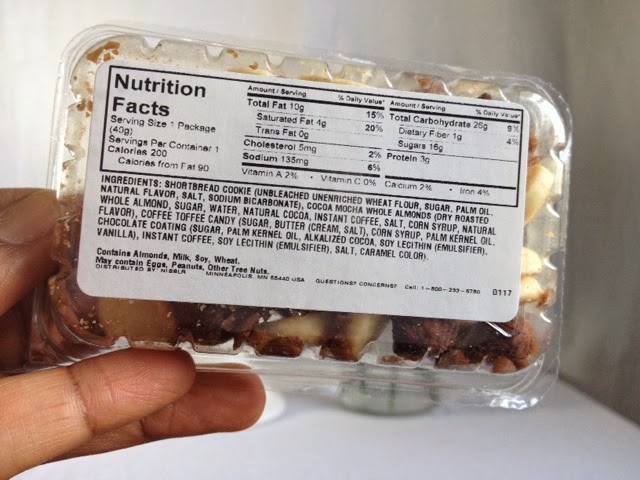 Nutrition
Facts
Serving Size 1 Package
(40g)
Servings Per Container 1
Calories 200
Calories from Fat 90
Amount / Serving % Daily Value*
Total Fat 10g 15%
Saturated Fat 4g 20%
Trans Fat 0g
Cholesterol 5mg 2%
Sodium 135mg 6%
Amount / Serving % Daily Value*
Total Carbohydrate 26g 9%
Dietary Fiber 1g 4%
Sugars 16g
Protein 3g
Vitamin A 2% • Vitamin C 0% Calcium 2% • Iron 4%
INGREDIENTS: SHORTBREAD COOKIE (UNBLEACHED UNENRICHED WHEAT FLOUR, SUGAR, PALM OIL,
NATURAL FLAVOR, SALT, SODIUM BICARBONATE), COCOA MOCHA WHOLE ALMONDS (DRY ROASTED
WHOLE ALMOND, SUGAR, WATER, NATURAL COCOA, INSTANT COFFEE, SALT, CORN SYRUP, NATURAL
FLAVOR), COFFEE TOFFEE CANDY (SUGAR, BUTTER (CREAM, SALT), CORN SYRUP, PALM KERNEL OIL,
CHOCOLATE COATING (SUGAR, PALM KERNEL OIL, ALKALIZED COCOA, SOY LECITHIN (EMULSIFIER),
VANILLA), INSTANT COFFEE, SOY LECITHIN (EMULSIFIER), SALT, CARAMEL COLOR).
Contains Almonds, Milk, Soy, Wheat.
May contain Eggs, Peanuts, Other Tree Nuts.
DISTRIBUTED BY: NIBBLR MINNEAPOLIS, MN 55440 USA QUESTIONS? CONCERNS? Call: 1-800-233-5780 0117